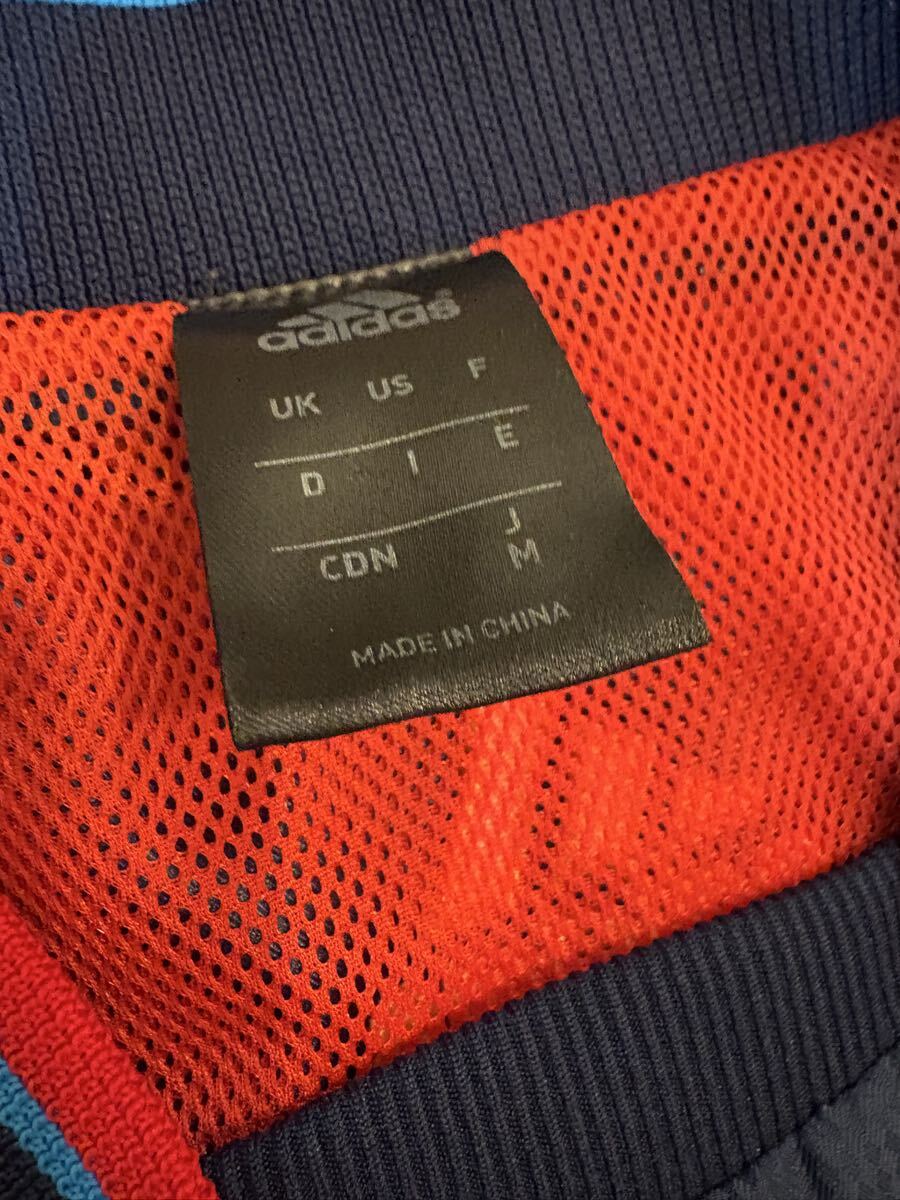 adidas
UK US F
D I E
CDN J
M
MADE IN CHINA